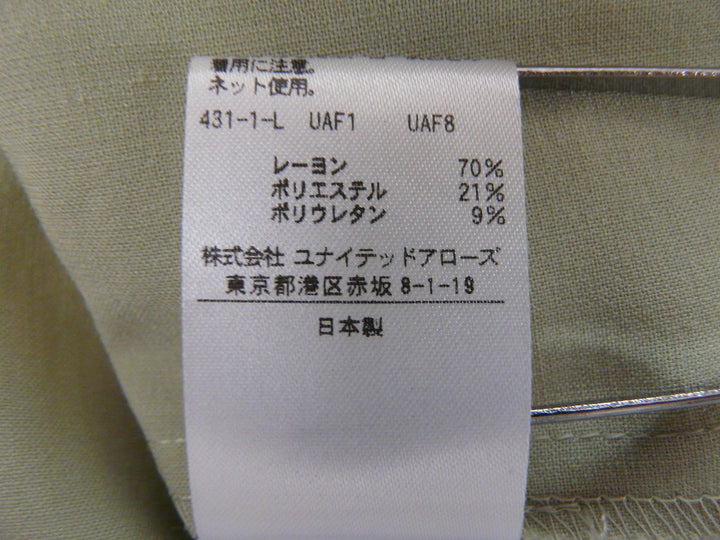 着用に注意。
ネット使用。
431-1-L UAF1 UAF8
レーヨン 70%
ポリエステル 21%
ポリウレタン 9%
株式会社 ユナイテッドアローズ
東京都港区赤坂8-1-19
日本製